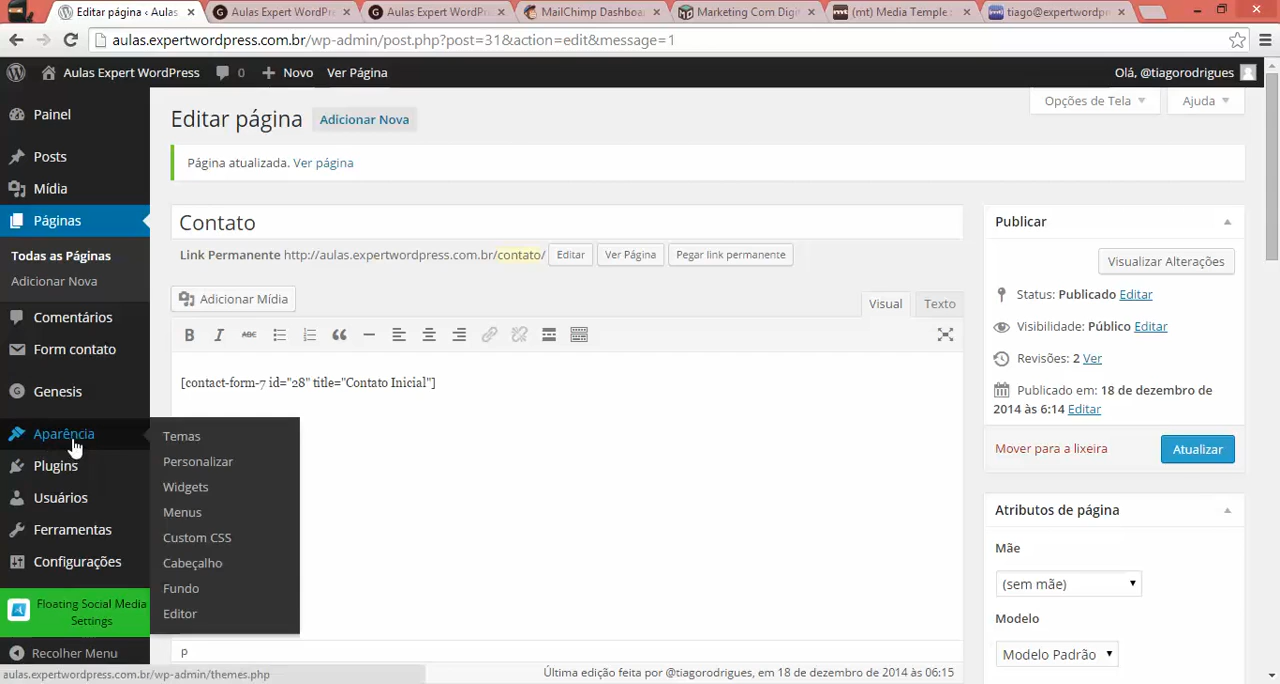 Editar página ‹ Aulas
Aulas Expert WordPre
Aulas Expert WordPre
MailChimp Dashboar
Marketing Com Digi
(mt) Media Temple
tiago@expertwordpr
aulas.expertwordpress.com.br/wp-admin/post.php?post=31&action=edit&message=1
Aulas Expert WordPress
0
Novo
Ver Página
Olá, @tiagorodrigues
Painel
Posts
Mídia
Páginas
Todas as Páginas
Adicionar Nova
Comentários
Form contato
Genesis
Aparência
Plugins
Usuários
Ferramentas
Configurações
Floating Social Media
Settings
Recolher Menu
Temas
Personalizar
Widgets
Menus
Custom CSS
Cabeçalho
Fundo
Editor
Opções de Tela
Ajuda
Editar página Adicionar Nova
Página atualizada. Ver página
Contato
Link Permanente http://aulas.expertwordpress.com.br/contato/ Editar Ver Página Pegar link permanente
Adicionar Mídia
Visual Texto
B I ABC
[contact-form-7 id="28" title="Contato Inicial"]
P
Última edição feita por @tiagorodrigues, em 18 de dezembro de 2014 às 06:15
Publicar
Visualizar Alterações
Status: Publicado Editar
Visibilidade: Público Editar
Revisões: 2 Ver
Publicado em: 18 de dezembro de
2014 às 6:14 Editar
Mover para a lixeira Atualizar
Atributos de página
Mãe
(sem mãe)
Modelo
Modelo Padrão
aulas.expertwordpress.com.br/wp-admin/themes.php